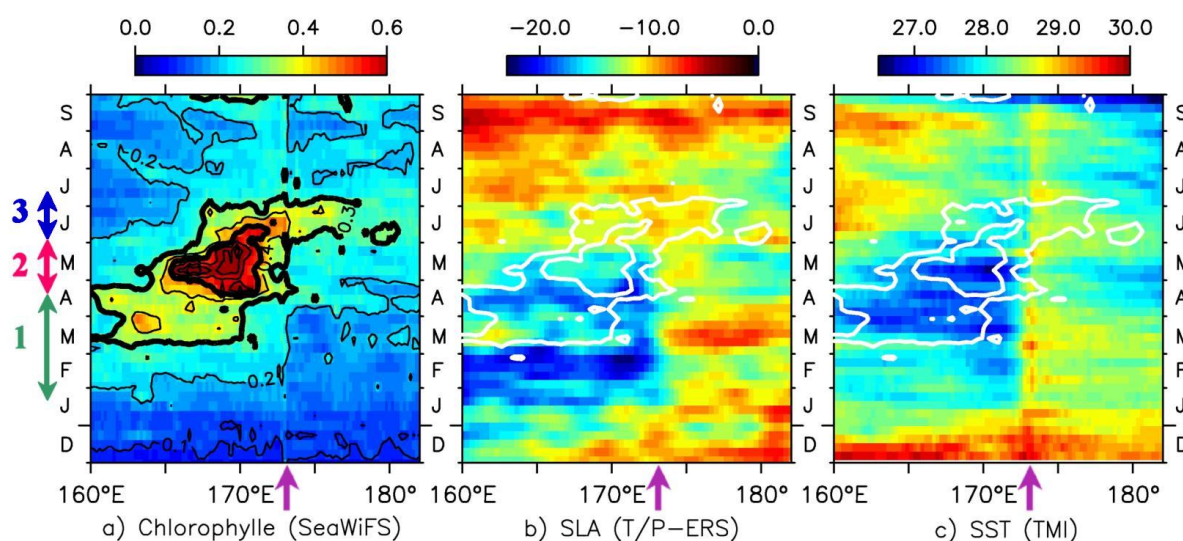 0.0 0.2 0.4 0.6
-20.0 -10.0 0.0
27.0 28.0 29.0 30.0
S
A
J
J
M
A
M
F
J
D
3
2
1
0.2
0.3
0.2
0.1
S S
A A
J J
J J
M M
A A
M M
F F
J J
D D
160°E 170°E 180°
160°E 170°E 180°
160°E 170°E 180°
a) Chlorophylle (SeaWiFS)
b) SLA (T/P-ERS)
c) SST (TMI)